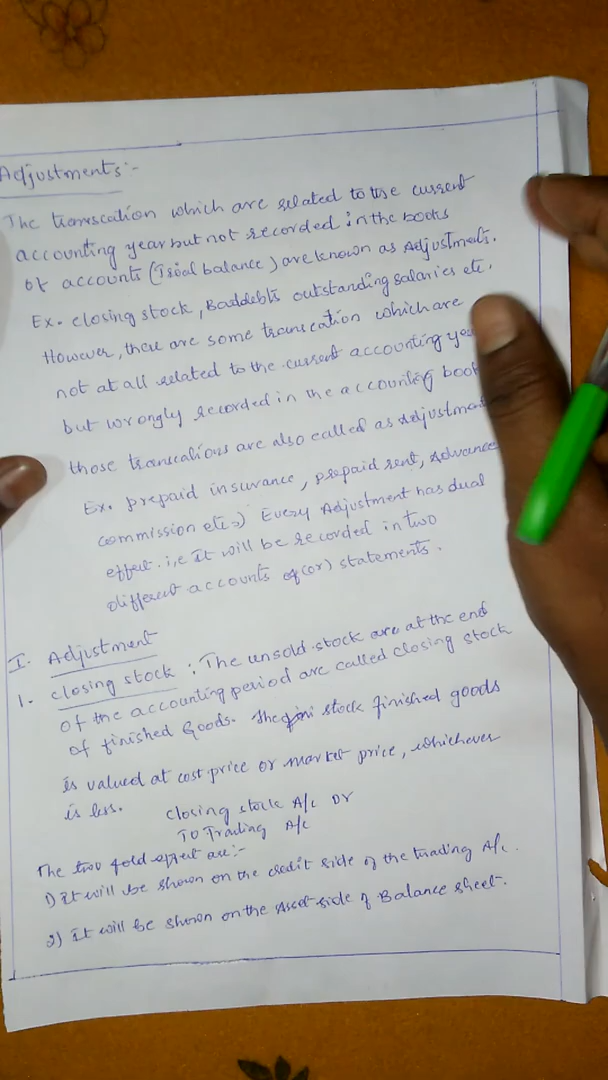 Adjustments:-
The transcation which are related to the current
accounting year but not recorded in the books
of accounts (Trial balance) are known as Adjustments.
Ex. closing stock, Baddebts outstanding salaries etc.
However, there are some transcation which are
not at all related to the current accounting
but wrongly recorded in the accounting book
those transcations are also called as Adjustment
Ex. prepaid insurance, prepaid rent, Advance
commission etc.) Every Adjustment has dual
effect. i.e It will be recorded in two
different accounts of (or) statements.
I. Adjustment
1. closing stock : The unsold stock are at the end
of the accounting period are called closing stock
of finished Goods. The stock finished goods
is valued at cost price or market price, whichever
is less. closing stock A/c Dr
To Trading A/c
The two fold effect are:-
1) It will be shown on the credit side of the trading A/c.
2) It will be shown on the Asset side of Balance sheet.